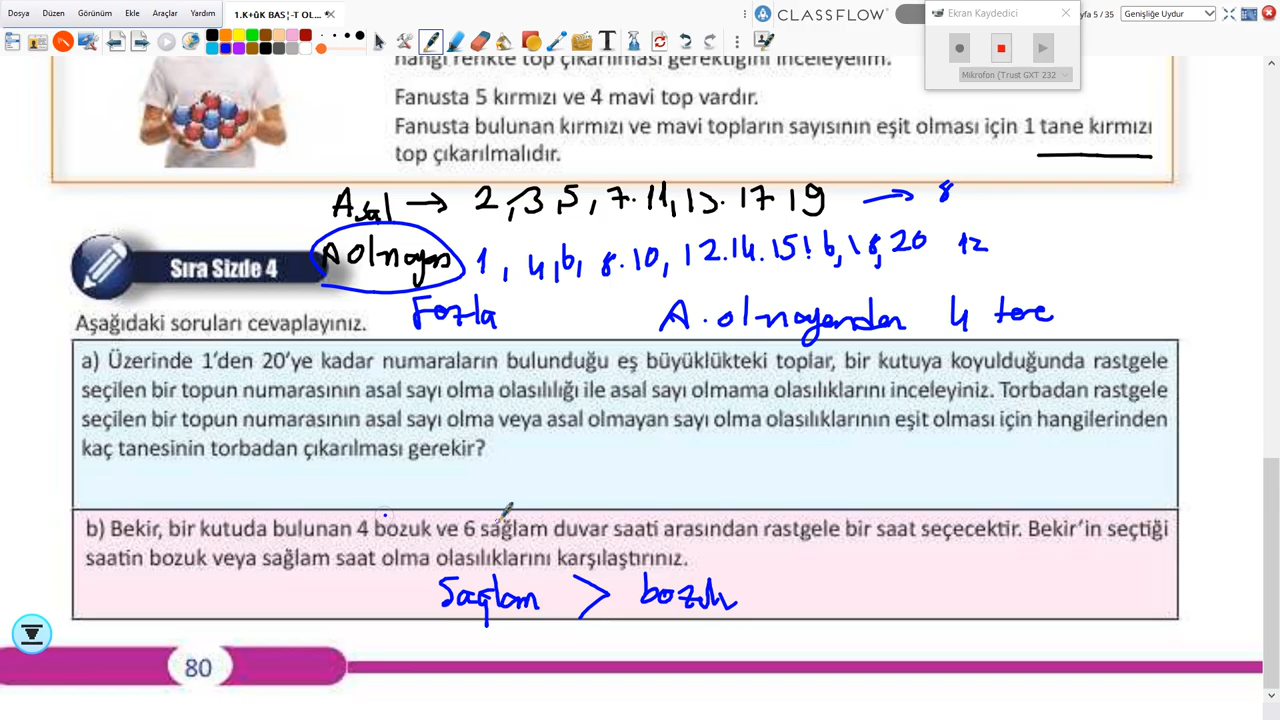 Dosya Düzen Görünüm Ekle Araçlar Yardım
1.K+ûK BAS¦-T OL...
CLASSFLOW
Ekran Kaydedici
yfa 5 / 35
Genişliğe Uydur
Mikrofon (Trust GXT 232
hangi renkte top çıkarılması gerektiğini inceleyelim.
Fanusta 5 kırmızı ve 4 mavi top vardır.
Fanusta bulunan kırmızı ve mavi topların sayısının eşit olması için 1 tane kırmızı
top çıkarılmalıdır.
Asal → 2, 3, 5, 7. 11, 13. 17 19 → 8
Sıra Sizde 4
A olmayan 1, 4, 6, 8. 10, 12. 14. 15 16, 18, 20 12
Fazla A. olmayandan 4 tane
Aşağıdaki soruları cevaplayınız.
a) Üzerinde 1'den 20'ye kadar numaraların bulunduğu eş büyüklükteki toplar, bir kutuya koyulduğunda rastgele
seçilen bir topun numarasının asal sayı olma olasılılığı ile asal sayı olmama olasılıklarını inceleyiniz. Torbadan rastgele
seçilen bir topun numarasının asal sayı olma veya asal olmayan sayı olma olasılıklarının eşit olması için hangilerinden
kaç tanesinin torbadan çıkarılması gerekir?
b) Bekir, bir kutuda bulunan 4 bozuk ve 6 sağlam duvar saati arasından rastgele bir saat seçecektir. Bekir'in seçtiği
saatin bozuk veya sağlam saat olma olasılıklarını karşılaştırınız.
Sağlam > bozuk
80